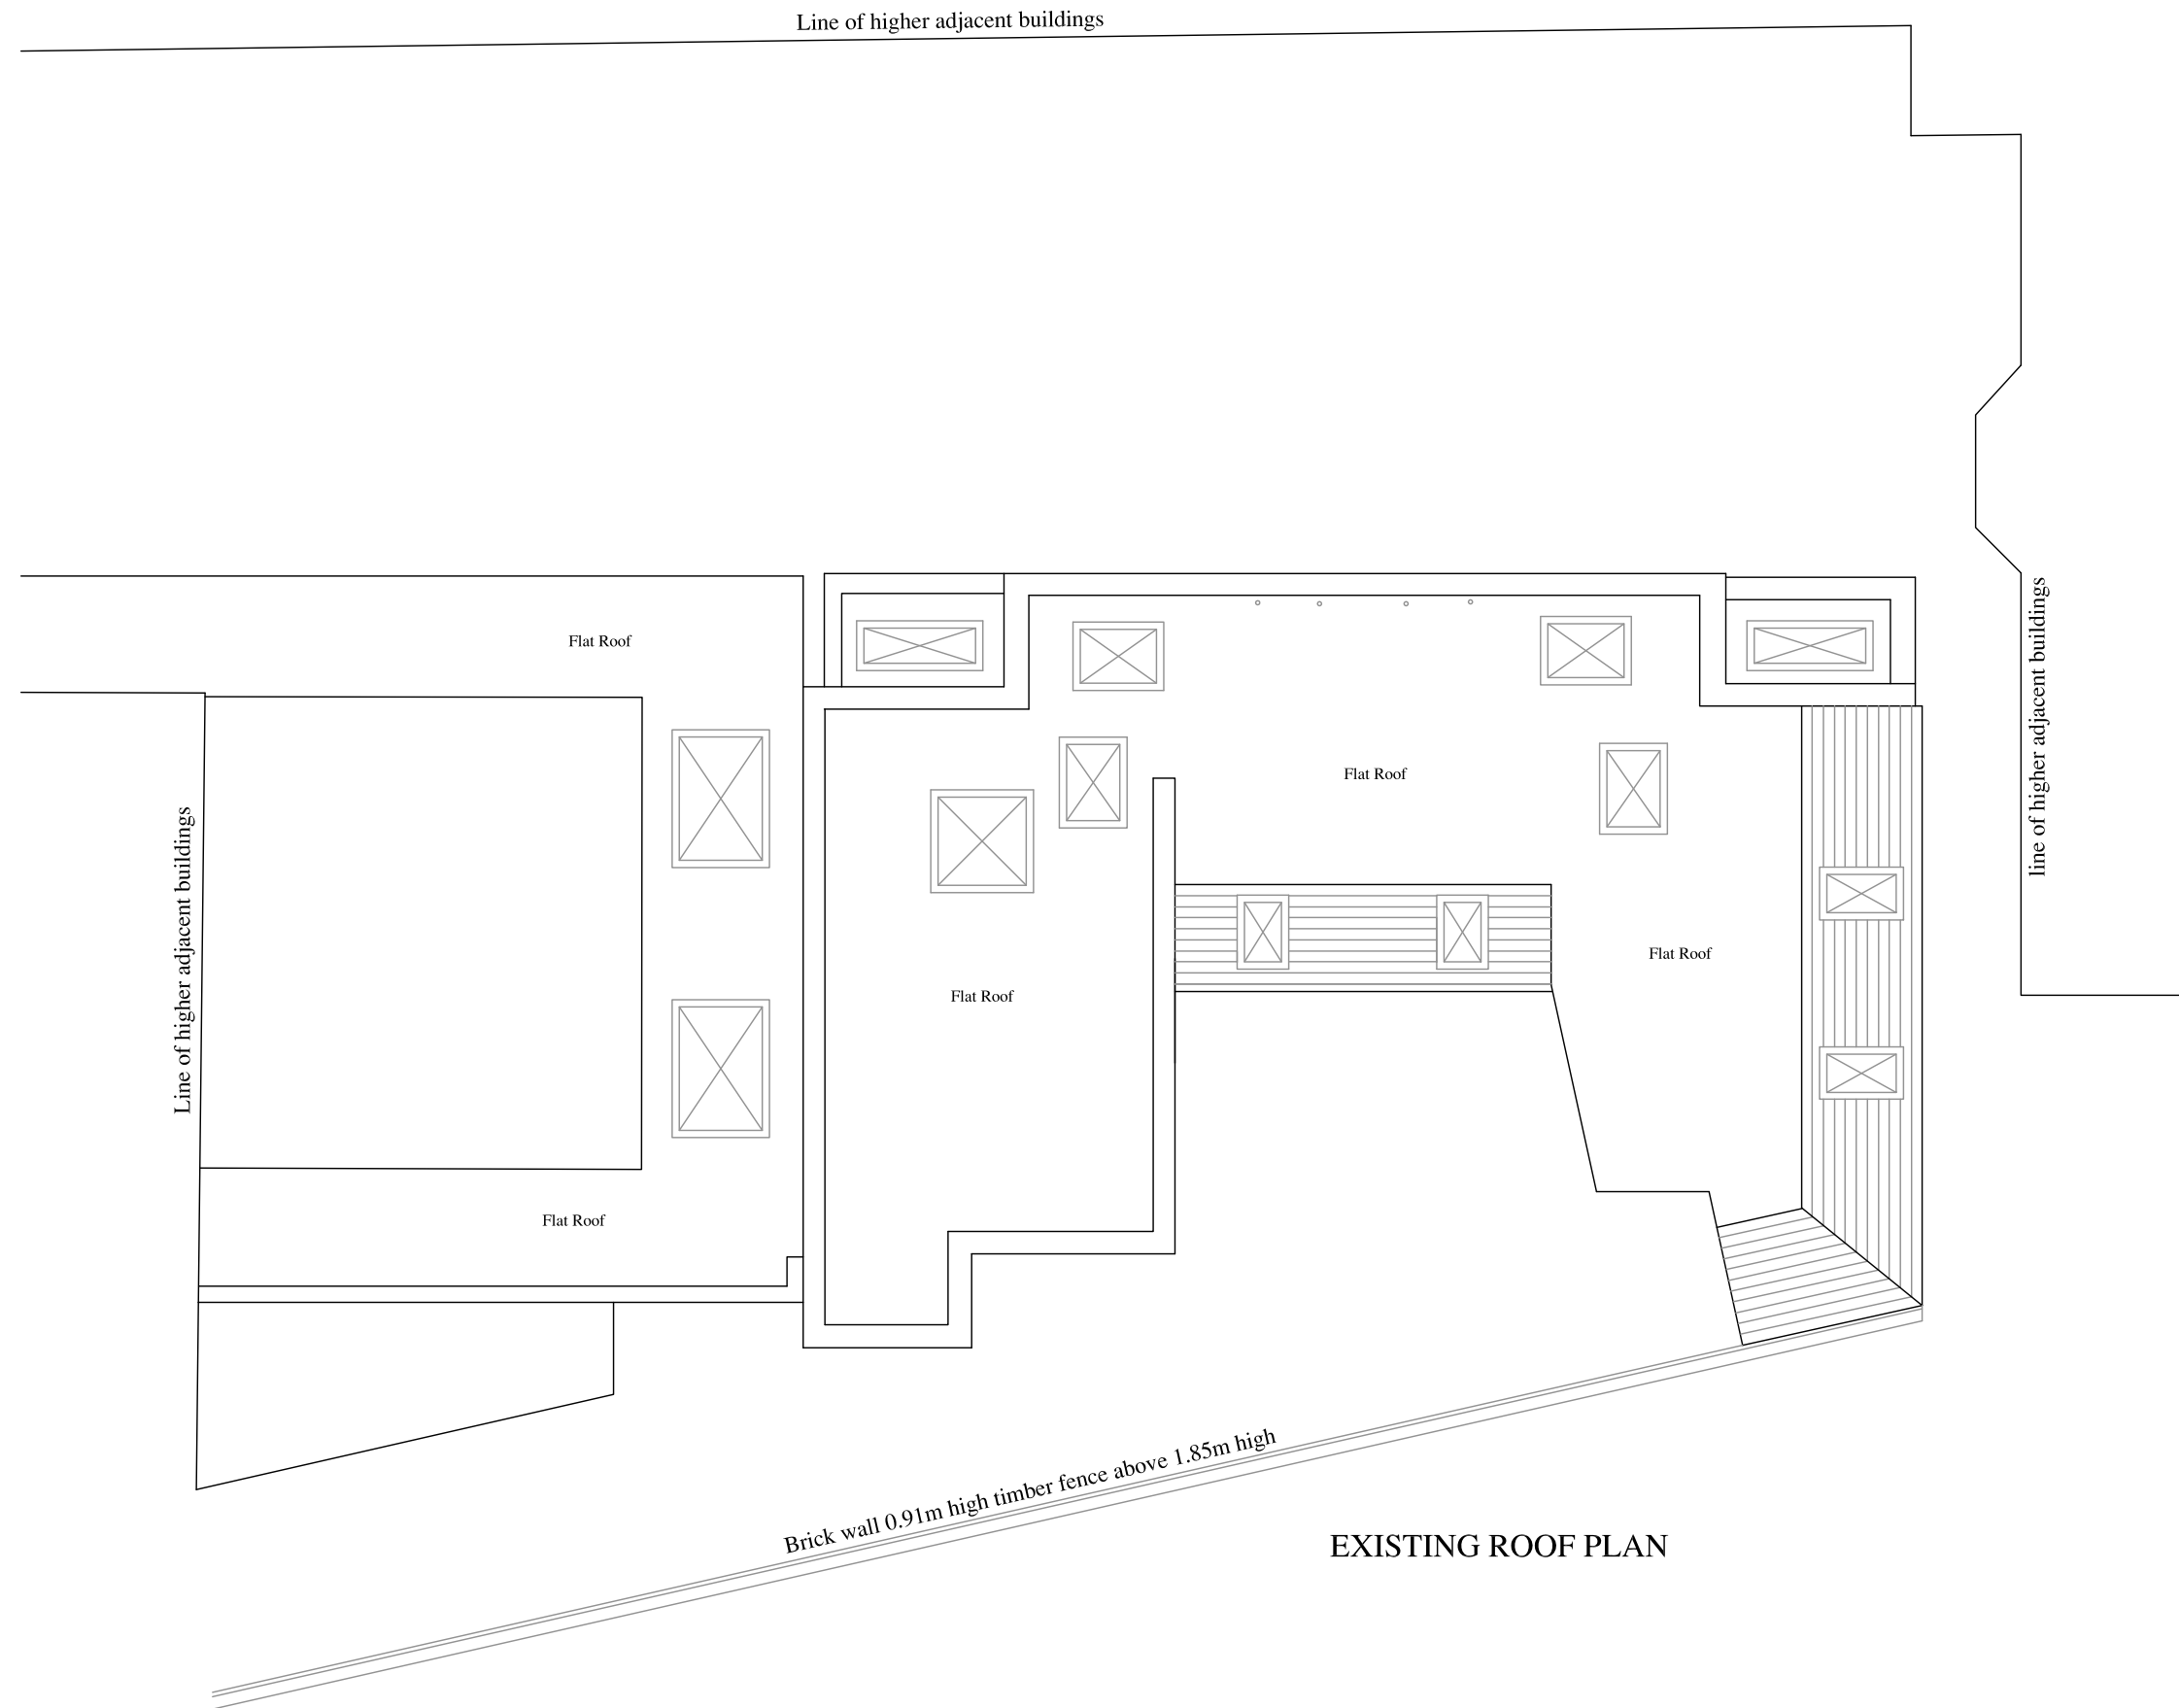 Line of higher adjacent buildings
Flat Roof
line of higher adjacent buildings
Flat Roof
Line of higher adjacent buildings
Flat Roof
Flat Roof
Flat Roof
Brick wall 0.91m high timber fence above 1.85m high
EXISTING ROOF PLAN